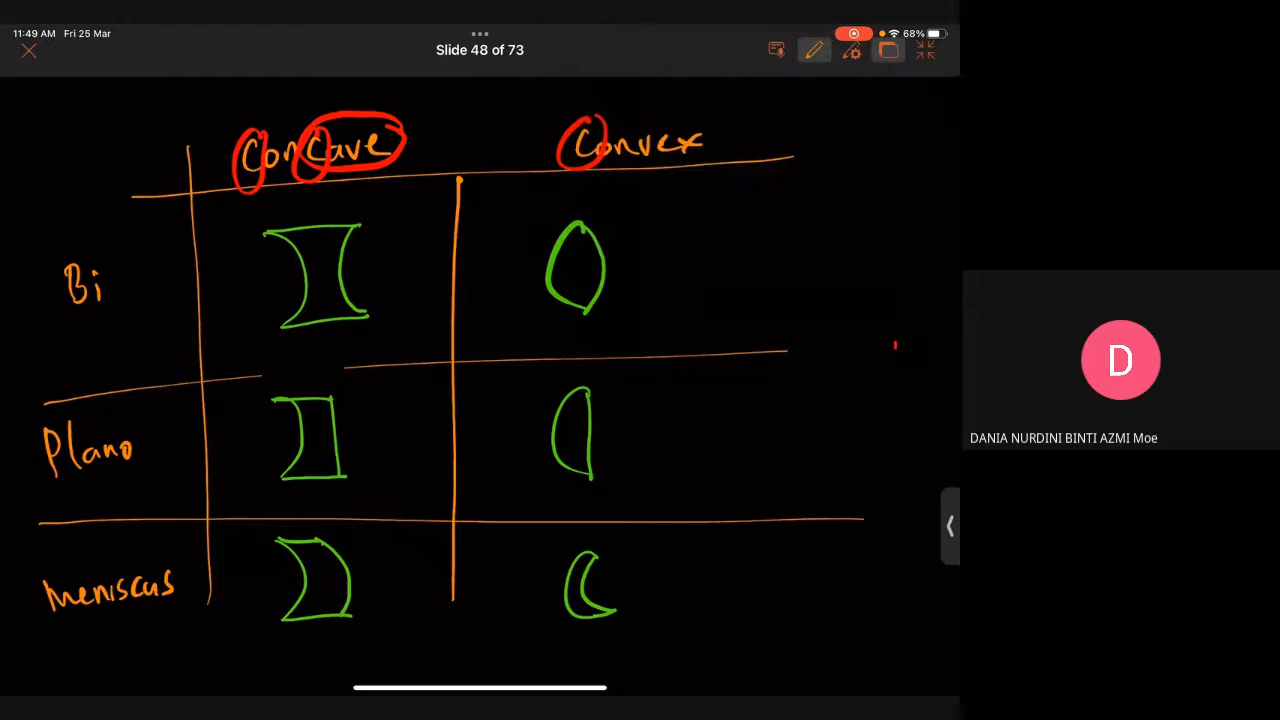 11:49 AM Fri 25 Mar
68%
Slide 48 of 73
Concave Convex
Bi
Plano
Meniscus
D
DANIA NURDINI BINTI AZMI Moe